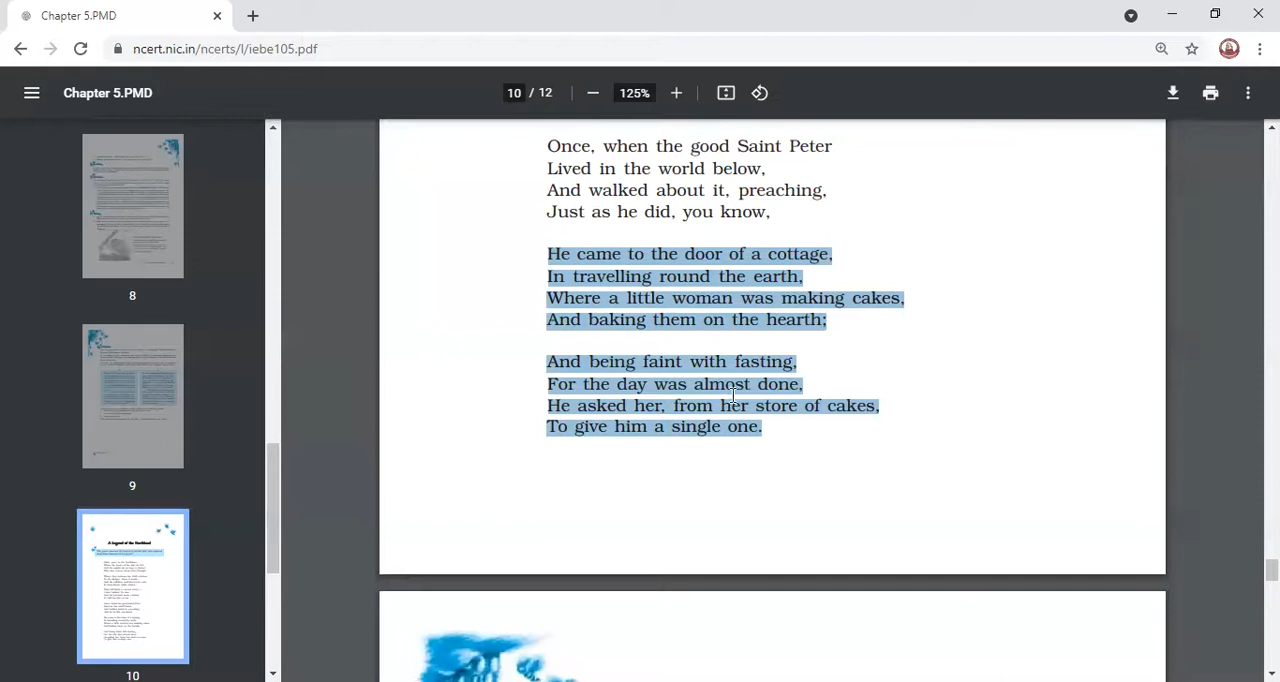 Chapter 5.PMD
ncert.nic.in/ncerts/l/iebe105.pdf
Chapter 5.PMD
10 / 12
125%
8
9
A Legend of the Northland
10
Once, when the good Saint Peter
Lived in the world below,
And walked about it, preaching,
Just as he did, you know,
He came to the door of a cottage,
In travelling round the earth,
Where a little woman was making cakes,
And baking them on the hearth;
And being faint with fasting,
For the day was almost done,
He asked her, from her store of cakes,
To give him a single one.